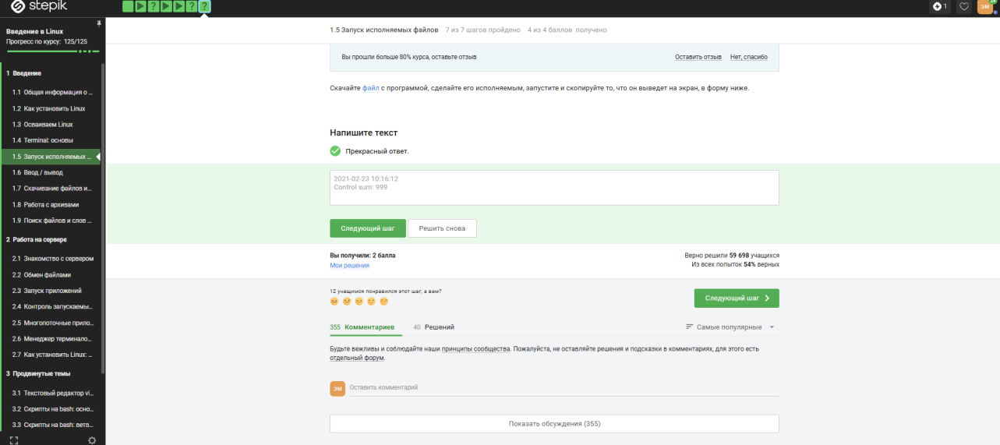 stepik
1
ЭМ
Введение в Linux
Прогресс по курсу: 125/125
1 Введение
1.1 Общая информация о ...
1.2 Как установить Linux
1.3 Осваиваем Linux
1.4 Terminal: основы
1.5 Запуск исполняемых ...
1.6 Ввод / вывод
1.7 Скачивание файлов и...
1.8 Работа с архивами
1.9 Поиск файлов и слов ...
2 Работа на сервере
2.1 Знакомство с сервером
2.2 Обмен файлами
2.3 Запуск приложений
2.4 Контроль запускаемы...
2.5 Многопоточные прило...
2.6 Менеджер терминало...
2.7 Как установить Linux: ...
3 Продвинутые темы
3.1 Текстовый редактор vi...
3.2 Скрипты на bash: осно...
3.3 Скрипты на bash: ветв...
1.5 Запуск исполняемых файлов 7 из 7 шагов пройдено 4 из 4 баллов получено
Вы прошли больше 80% курса, оставьте отзыв Оставить отзыв Нет, спасибо
Скачайте файл с программой, сделайте его исполняемым, запустите и скопируйте то, что он выведет на экран, в форму ниже.
Напишите текст
Прекрасный ответ.
2021-02-23 10:16:12
Control sum: 999
Следующий шаг Решить снова
Вы получили: 2 балла
Мои решения
Верно решили 59 698 учащихся
Из всех попыток 54% верных
12 учащимся понравился этот шаг, а вам?
Следующий шаг
355 Комментариев 40 Решений Самые популярные
Будьте вежливы и соблюдайте наши принципы сообщества. Пожалуйста, не оставляйте решения и подсказки в комментариях, для этого есть
отдельный форум.
ЭМ Оставить комментарий
Показать обсуждения (355)